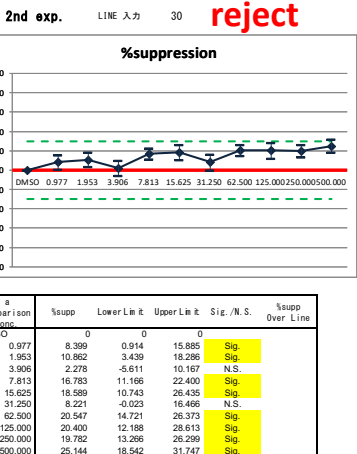 2nd exp. LINE 入力 30 reject
%suppression
DMSO 0.977 1.953 3.906 7.813 15.625 31.250 62.500 125.000 250.000 500.000
a
%supp Lower Limit Upper Limit Sig./N.S. %supp
Over Line
0 0 0
0.977 8.399 0.914 15.885 Sig.
1.953 10.862 3.439 18.286 Sig.
3.906 2.278 -5.611 10.167 N.S.
7.813 16.783 11.166 22.400 Sig.
15.625 18.589 10.743 26.435 Sig.
31.250 8.221 -0.023 16.466 N.S.
62.500 20.547 14.721 26.373 Sig.
125.000 20.400 12.188 28.613 Sig.
250.000 19.782 13.266 26.299 Sig.
500.000 25.144 18.542 31.747 Sig.